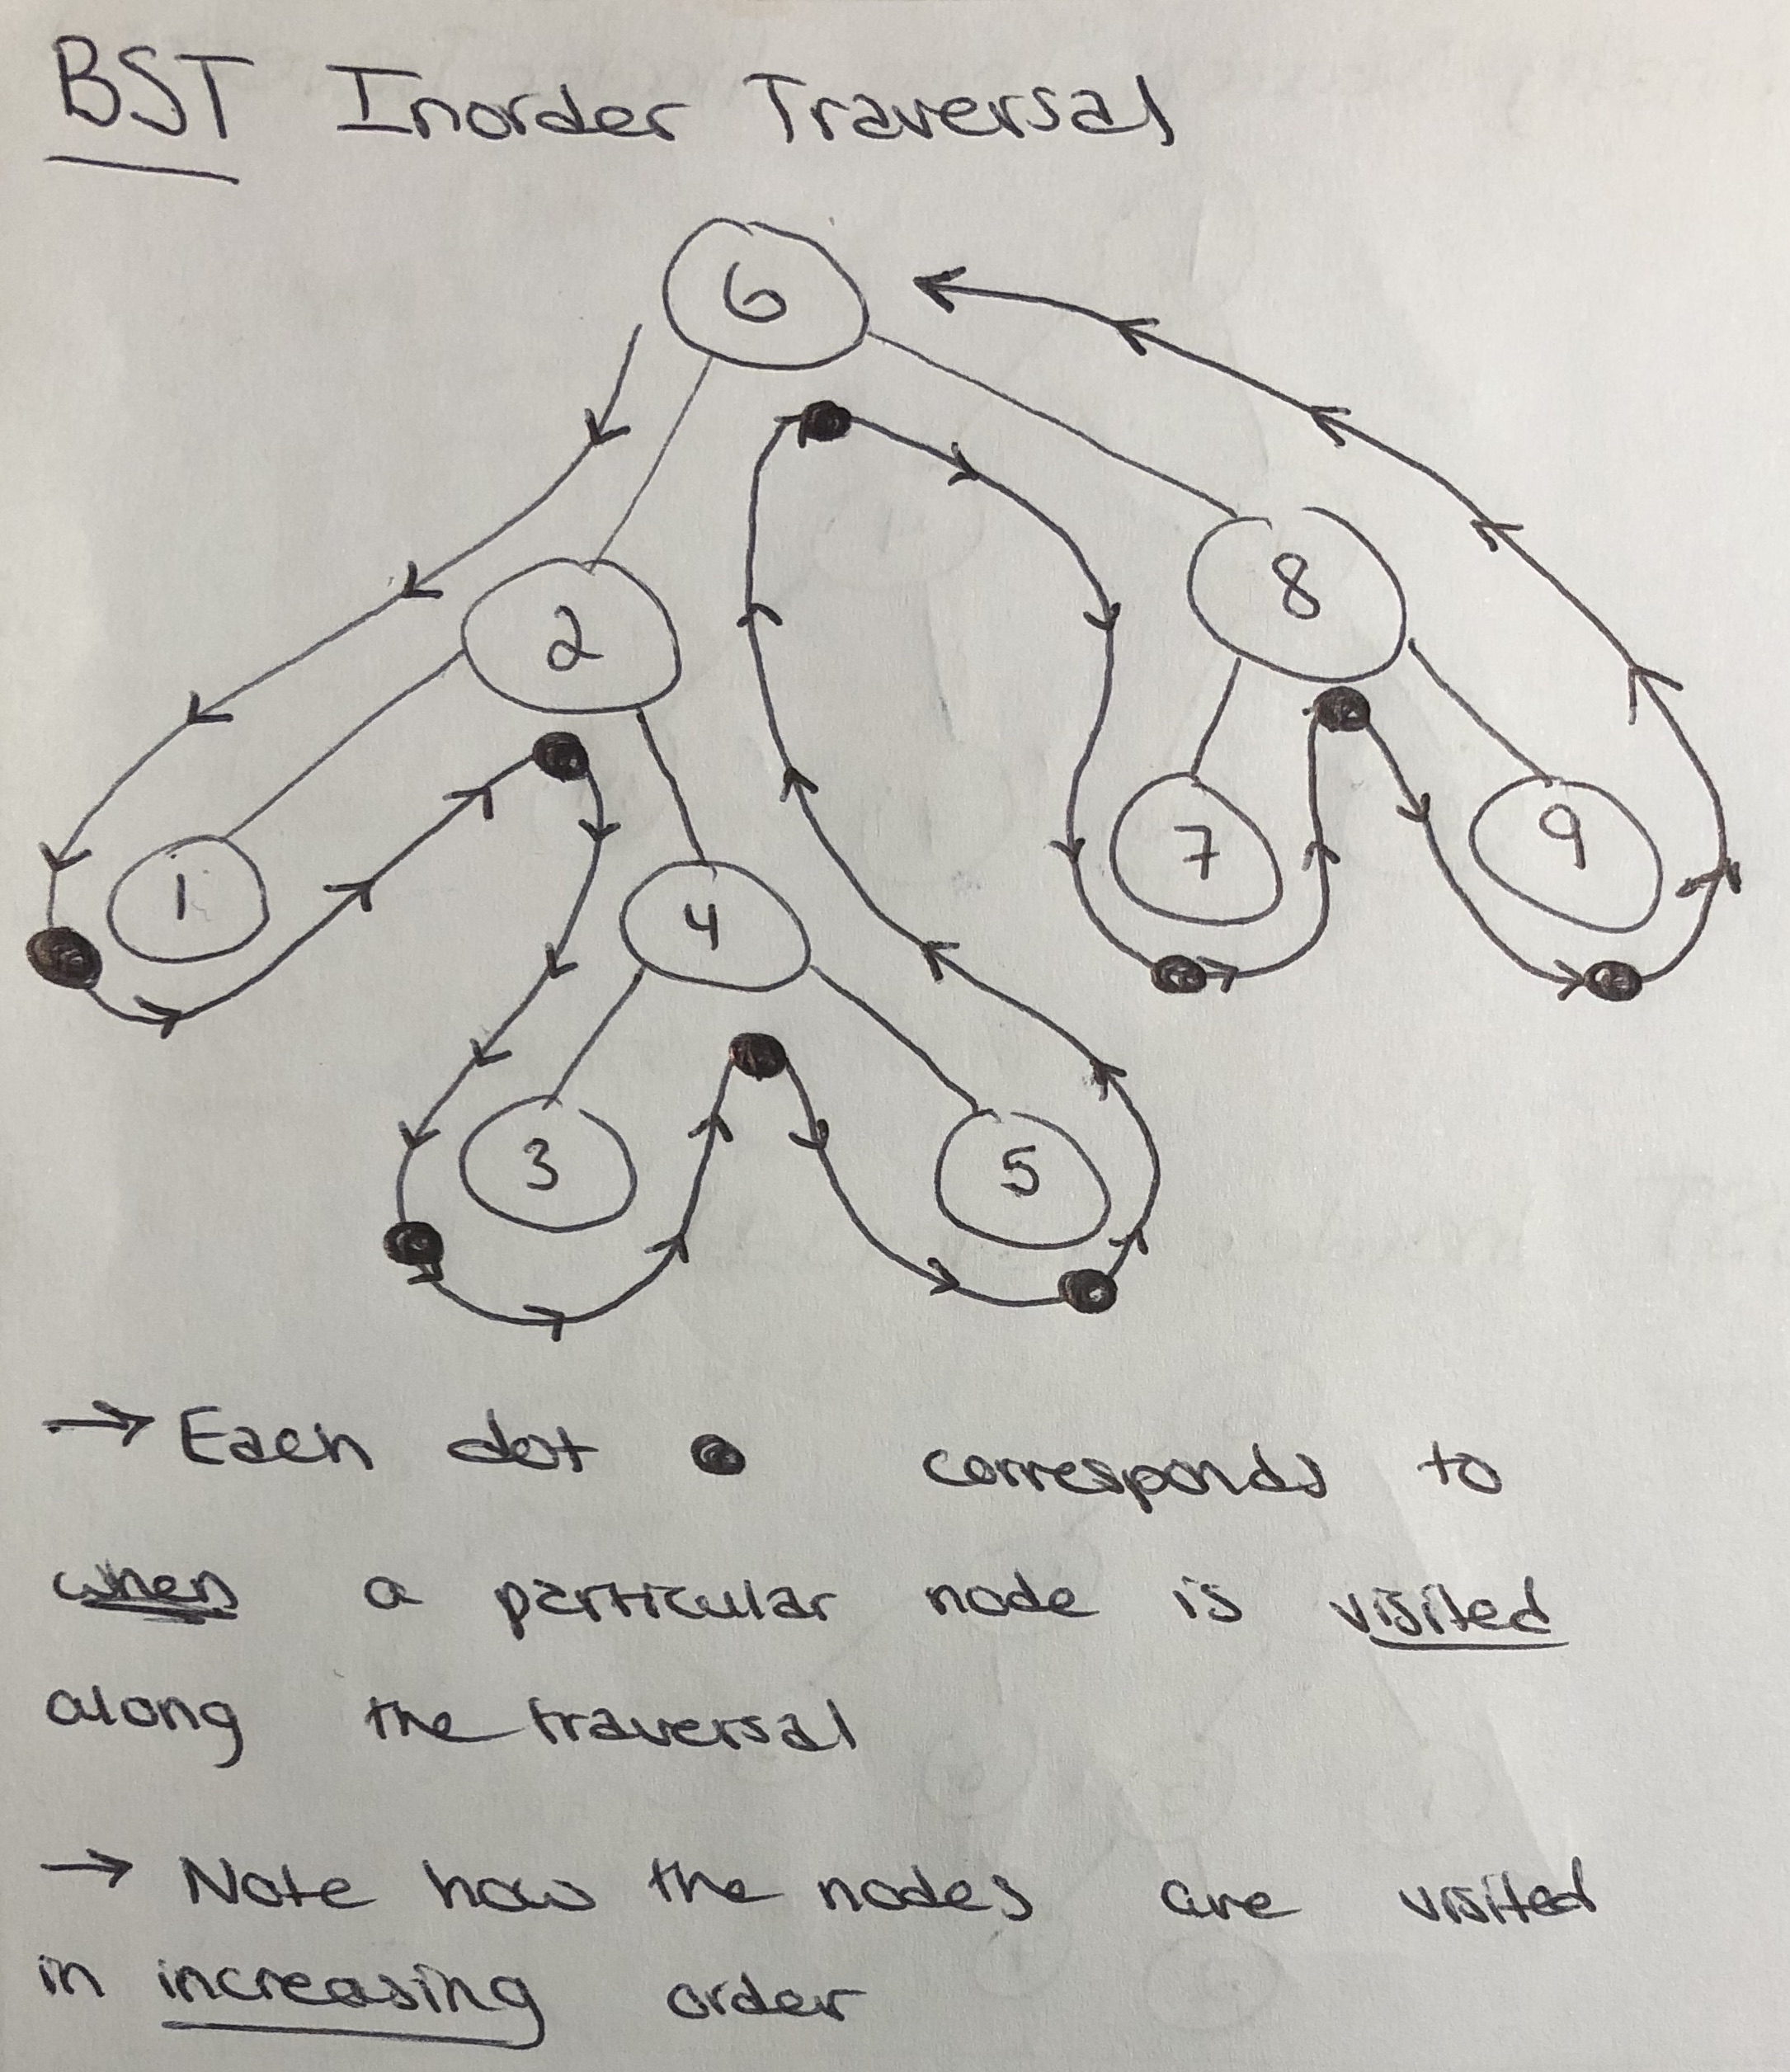 BST Inorder Traversal
6
2
8
1
4
7
9
3
5
→ Each dot ● corresponds to
when a particular node is visited
along the traversal
→ Note how the nodes are visited
in increasing order